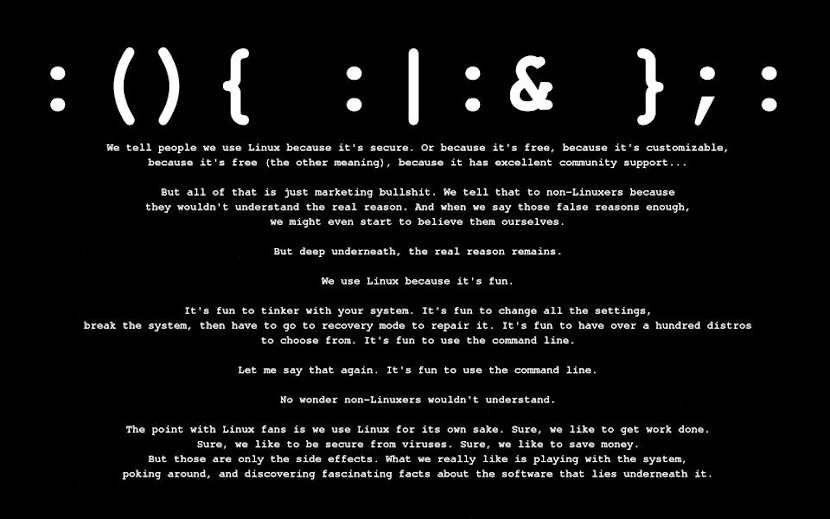 :(){ :|:& };:
We tell people we use Linux because it's secure. Or because it's free, because it's customizable,
because it's free (the other meaning), because it has excellent community support...
But all of that is just marketing bullshit. We tell that to non-Linuxers because
they wouldn't understand the real reason. And when we say those false reasons enough,
we might even start to believe them ourselves.
But deep underneath, the real reason remains.
We use Linux because it's fun.
It's fun to tinker with your system. It's fun to change all the settings,
break the system, then have to go to recovery mode to repair it. It's fun to have over a hundred distros
to choose from. It's fun to use the command line.
Let me say that again. It's fun to use the command line.
No wonder non-Linuxers wouldn't understand.
The point with Linux fans is we use Linux for its own sake. Sure, we like to get work done.
Sure, we like to be secure from viruses. Sure, we like to save money.
But those are only the side effects. What we really like is playing with the system,
poking around, and discovering fascinating facts about the software that lies underneath it.